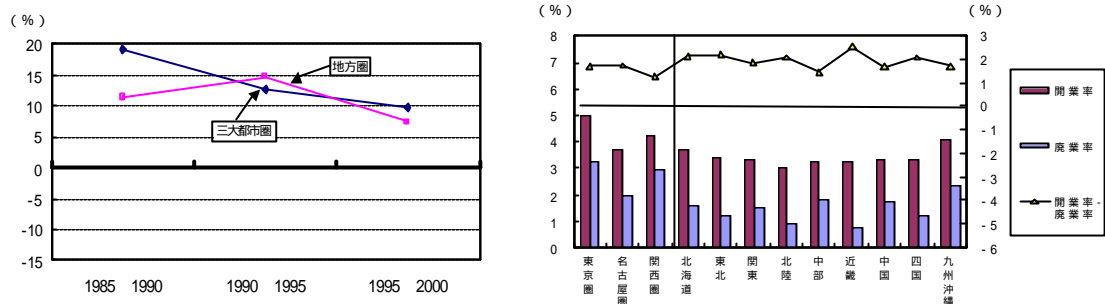 (%)
20
15
10
5
0
-5
-10
-15
地方圏
三大都市圏
1985 1990 1990 1995 1995 2000
(%)
8
7
6
5
4
3
2
1
0
(%)
3
2
1
0
- 1
- 2
- 3
- 3
- 4
- 5
- 6
東京圏
名古屋圏
関西圏
北海道
東北
関東
北陸
中部
近畿
中国
四国
九州沖縄
開業率
廃業率
開業率-
廃業率